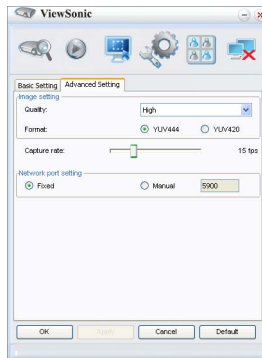 ViewSonic
Basic Setting Advanced Setting
Image setting
Quality: High
Format: YUV444 YUV420
Capture rate: 15 fps
Network port setting
Fixed Manual 5900
OK Apply Cancel Default